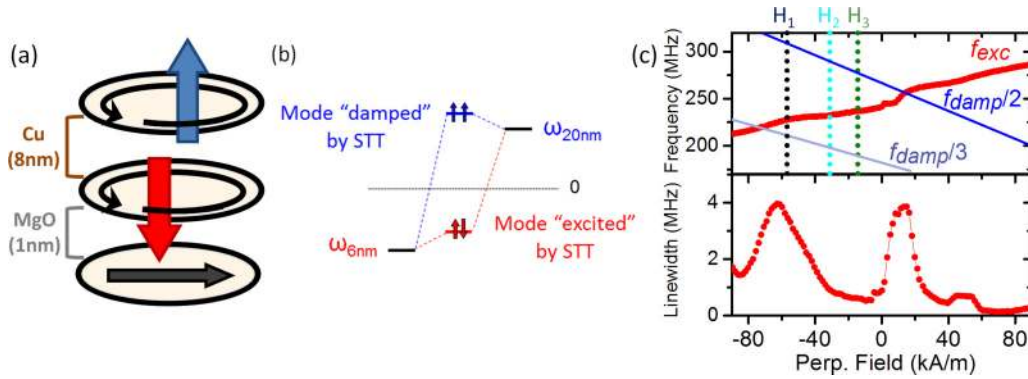 (a)
Cu
(8nm)
MgO
(1nm)
(b)
Mode "damped"
by STT
ω20nm
0
ω6nm
Mode "excited"
by STT
(c)
H1
H2
H3
Frequency (MHz)
300
250
200
fexc
fdamp/2
fdamp/3
Linewidth (MHz)
4
2
0
-80
-40
0
40
80
Perp. Field (kA/m)